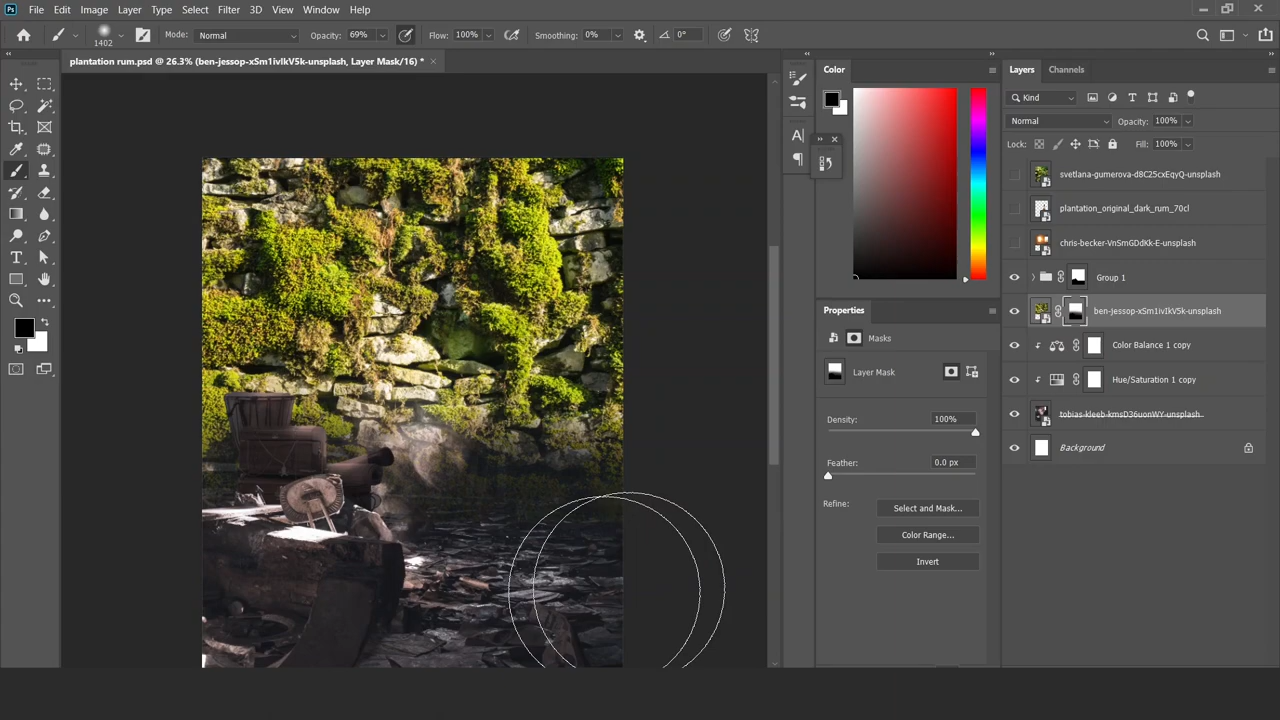 Ps File Edit Image Layer Type Select Filter 3D View Window Help
1402 Mode: Normal Opacity: 69% Flow: 100% Smoothing: 0% 0°
plantation rum.psd @ 26.3% (ben-jessop-xSm1ivIkV5k-unsplash, Layer Mask/16) *
Color
Layers Channels
Kind
Normal Opacity: 100%
Lock: Fill: 100%
svetlana-gumerova-d8C25cxEqyQ-unsplash
plantation_original_dark_rum_70cl
chris-becker-VnSmGDdKk-E-unsplash
Group 1
ben-jessop-xSm1ivIkV5k-unsplash
Color Balance 1 copy
Hue/Saturation 1 copy
tobias-kleeb-kmsD36uonWY-unsplash
Background
Properties
Masks
Layer Mask
Density: 100%
Feather: 0.0 px
Refine: Select and Mask...
Color Range...
Invert